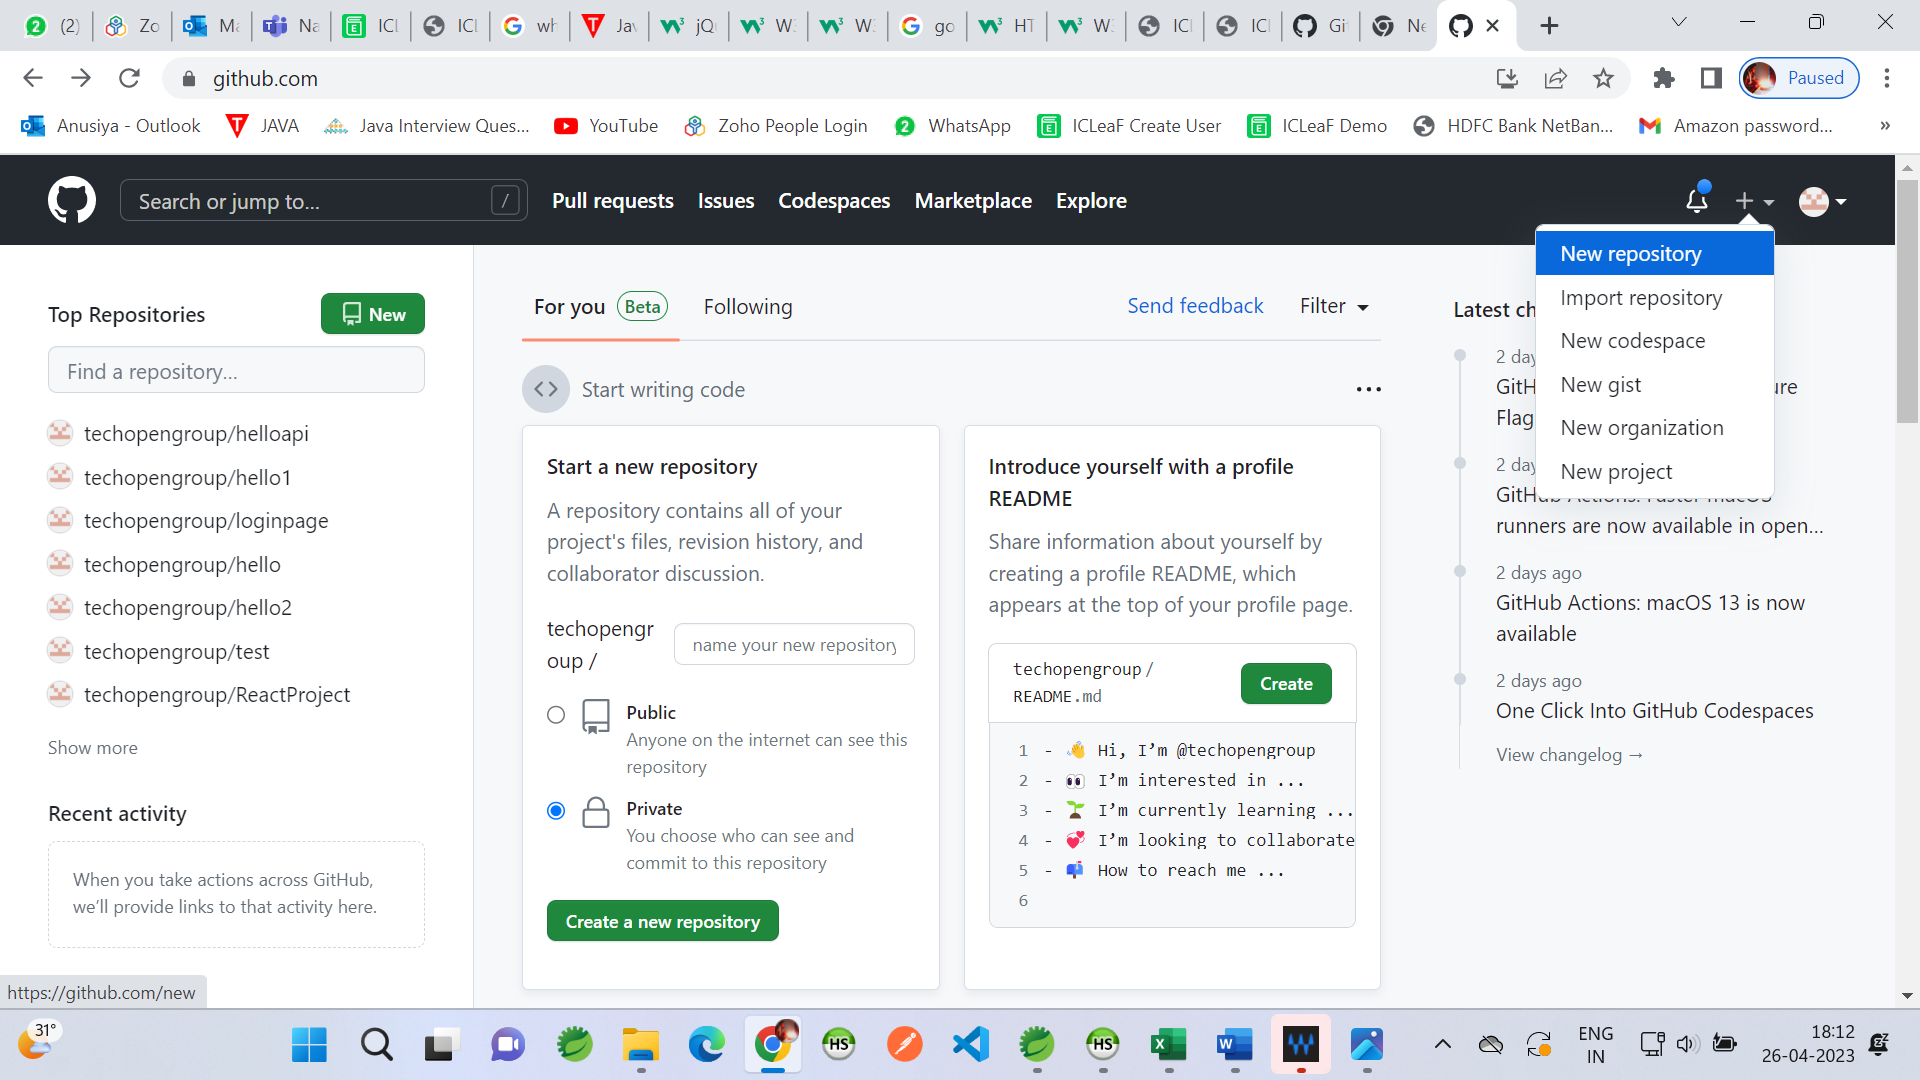 (2)
Zo
Ma
Na
ICL
ICL
wh
Jav
jQ
W3
W3
go
HT
W3
ICl
ICl
Git
Ne
github.com
Paused
Anusiya - Outlook
JAVA
Java Interview Ques...
YouTube
Zoho People Login
WhatsApp
ICLeaF Create User
ICLeaF Demo
HDFC Bank NetBan...
Amazon password...
»
Search or jump to...
/
Pull requests
Issues
Codespaces
Marketplace
Explore
New repository
Import repository
New codespace
New gist
New organization
New project
Top Repositories
New
Find a repository...
techopengroup/helloapi
techopengroup/hello1
techopengroup/loginpage
techopengroup/hello
techopengroup/hello2
techopengroup/test
techopengroup/ReactProject
Show more
Recent activity
When you take actions across GitHub,
we'll provide links to that activity here.
For you Beta
Following
Send feedback
Filter
Start writing code
Start a new repository
A repository contains all of your
project's files, revision history, and
collaborator discussion.
techopengr
oup /
name your new repository
Public
Anyone on the internet can see this
repository
Private
You choose who can see and
commit to this repository
Create a new repository
Introduce yourself with a profile
README
Share information about yourself by
creating a profile README, which
appears at the top of your profile page.
techopengroup /
README.md
Create
1 - 👋 Hi, I’m @techopengroup
2 - 👀 I’m interested in ...
3 - 🌱 I’m currently learning ...
4 - 💞️ I’m looking to collaborate
5 - 📫 How to reach me ...
6
Latest ch
2 day
GitH
ure
Flag
2 day
GitHub Actions: Faster macOS
runners are now available in open...
2 days ago
GitHub Actions: macOS 13 is now
available
2 days ago
One Click Into GitHub Codespaces
View changelog →
https://github.com/new
31°
HS
HS
ENG
IN
18:12
26-04-2023